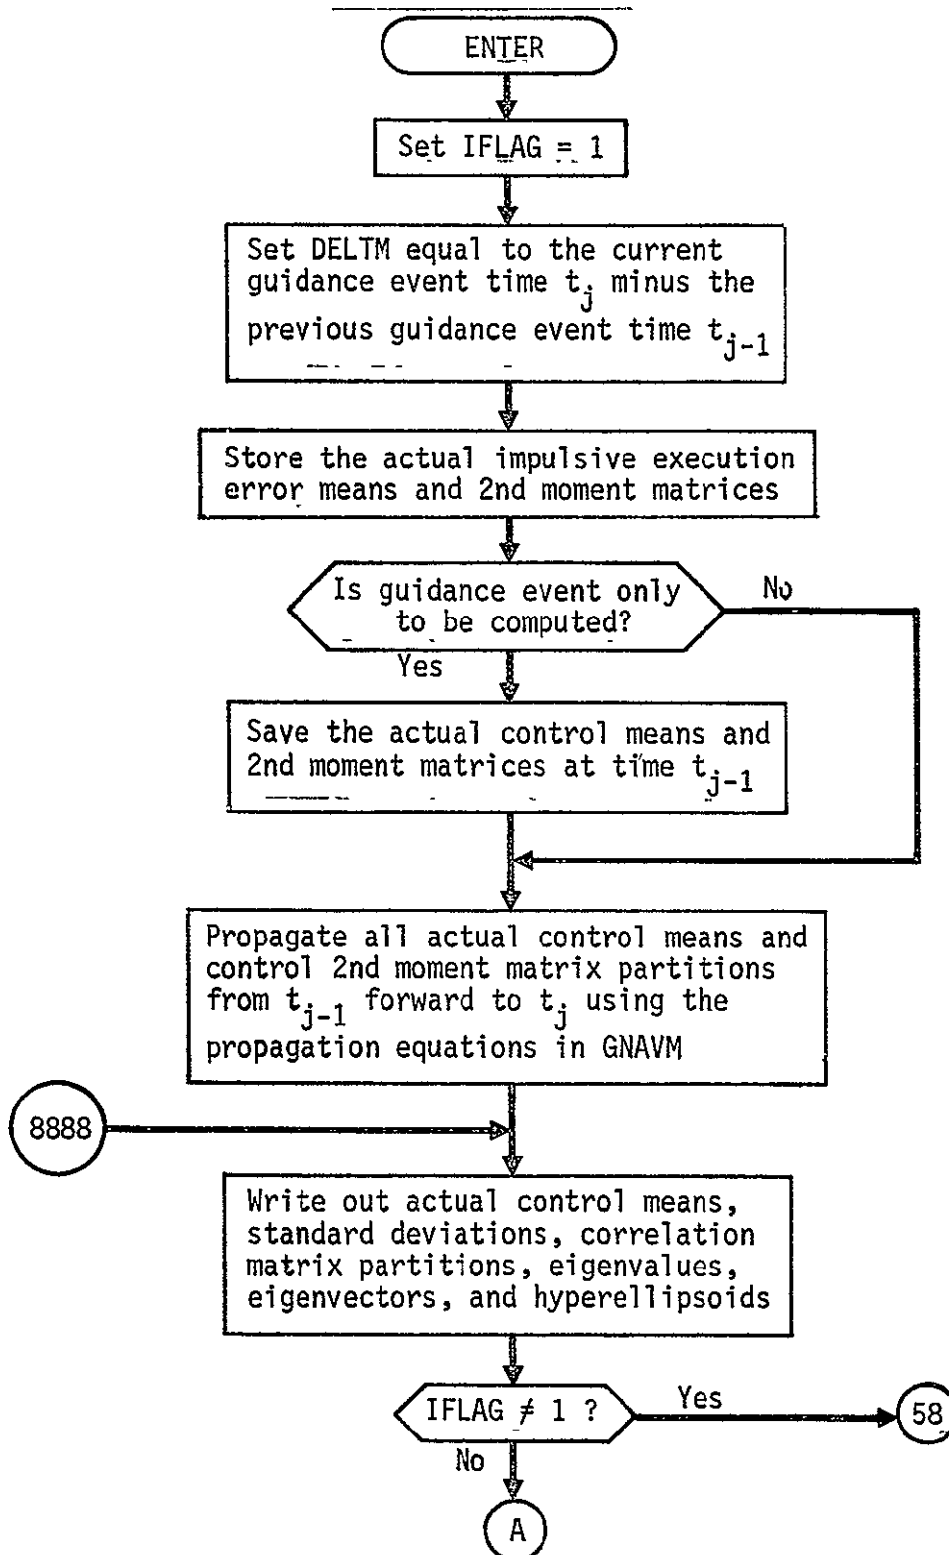 ENTER
Set IFLAG = 1
Set DELTM equal to the current
guidance event time t_j minus the
previous guidance event time t_{j-1}
Store the actual impulsive execution
error means and 2nd moment matrices
Is guidance event only
to be computed?
No
Yes
Save the actual control means and
2nd moment matrices at time t_{j-1}
Propagate all actual control means and
control 2nd moment matrix partitions
from t_{j-1} forward to t_j using the
propagation equations in GNAVM
8888
Write out actual control means,
standard deviations, correlation
matrix partitions, eigenvalues,
eigenvectors, and hyperellipsoids
IFLAG ≠ 1 ?
Yes
58
No
A